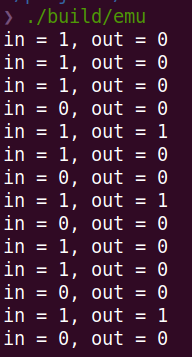 ❯ ./build/emu
in = 1, out = 0
in = 1, out = 0
in = 1, out = 0
in = 0, out = 0
in = 1, out = 1
in = 1, out = 0
in = 0, out = 0
in = 1, out = 1
in = 0, out = 0
in = 1, out = 0
in = 1, out = 0
in = 0, out = 0
in = 1, out = 1
in = 0, out = 0